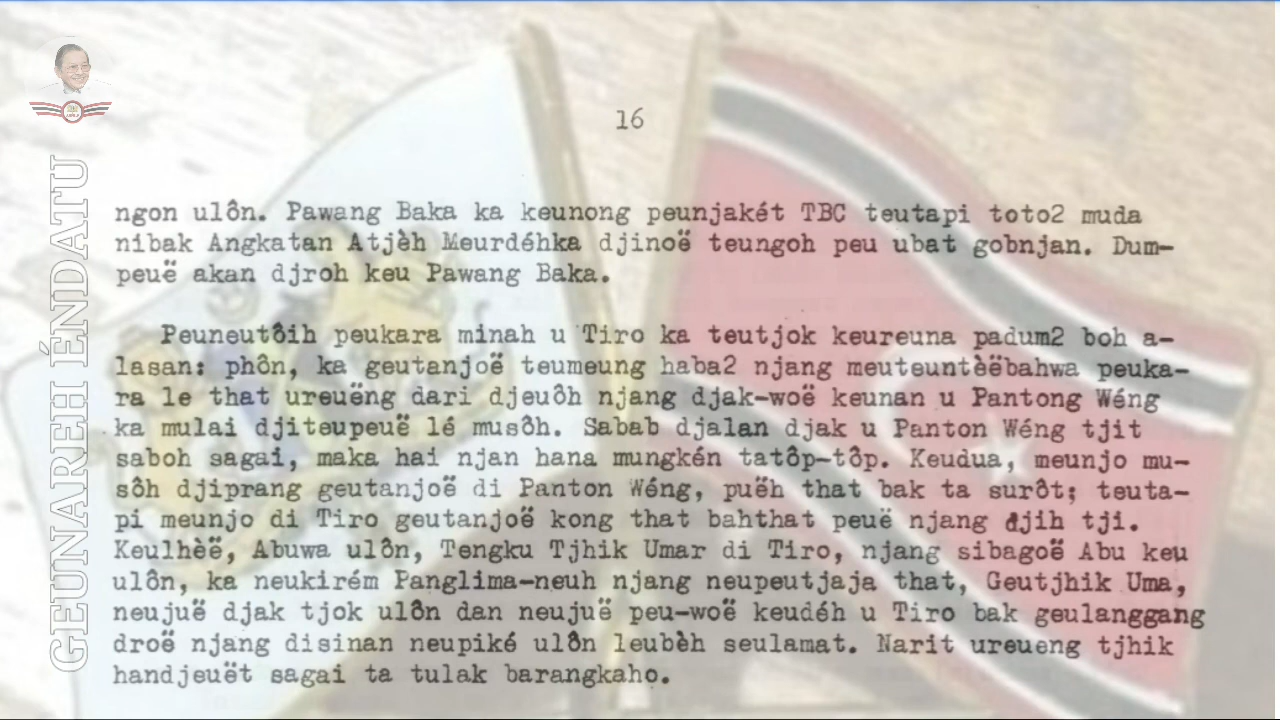 16
ngon ulôn. Pawang Baka ka keunong peunjakét TBC teutapi toto2 muda
nibak Angkatan Atjèh Meurdéhka djinoë teungoh peu ubat gobnjan. Dum-
peuë akan djroh keu Pawang Baka.
Peuneutôih peukara minah u Tiro ka teutjok keureuna padum2 boh a-
lasan: phôn, ka geutanjoë teumeung haba2 njang meuteuntèëbahwa peuka-
ra le that ureuëng dari djeuôh njang djak-woë keunan u Pantong Wéng
ka mulai djiteupeuë lé musôh. Sabab djalan djak u Panton Wéng tjit
saboh sagai, maka hai njan hana mungkén tatôp-tôp. Keudua, meunjo mu-
sôh djiprang geutanjoë di Panton Wéng, puëh that bak ta surôt; teuta-
pi meunjo di Tiro geutanjoë kong that bahthat peuë njang djih tji.
Keulhèë, Abuwa ulôn, Tengku Tjhik Umar di Tiro, njang sibagoë Abu keu
ulôn, ka neukirém Panglima-neuh njang neupeutjaja that, Geutjhik Uma,
neujuë djak tjok ulôn dan neujuë peu-woë keudéh u Tiro bak geulanggang
droë njang disinan neupiké ulôn leubèh seulamat. Narit ureueng tjhik
handjeuët sagai ta tulak barangkaho.
GEUNAREH ÉNDATU